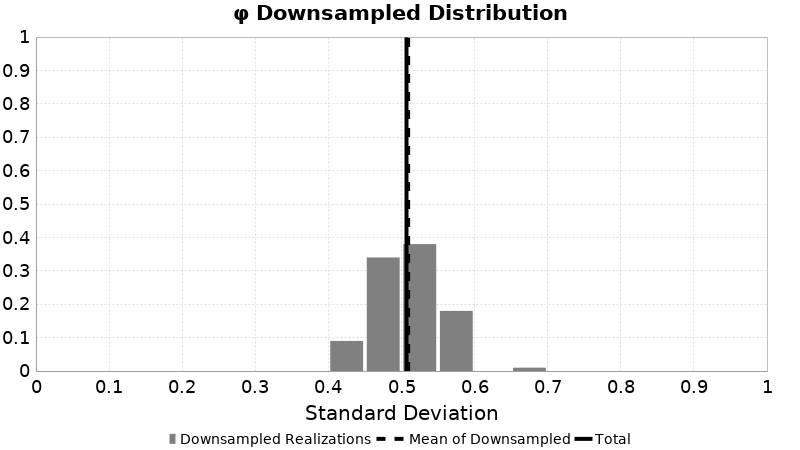 φ Downsampled Distribution
1
0.9
0.8
0.7
0.6
0.5
0.4
0.3
0.2
0.1
0
0 0.1 0.2 0.3 0.4 0.5 0.6 0.7 0.8 0.9 1
Standard Deviation
Downsampled Realizations Mean of Downsampled Total